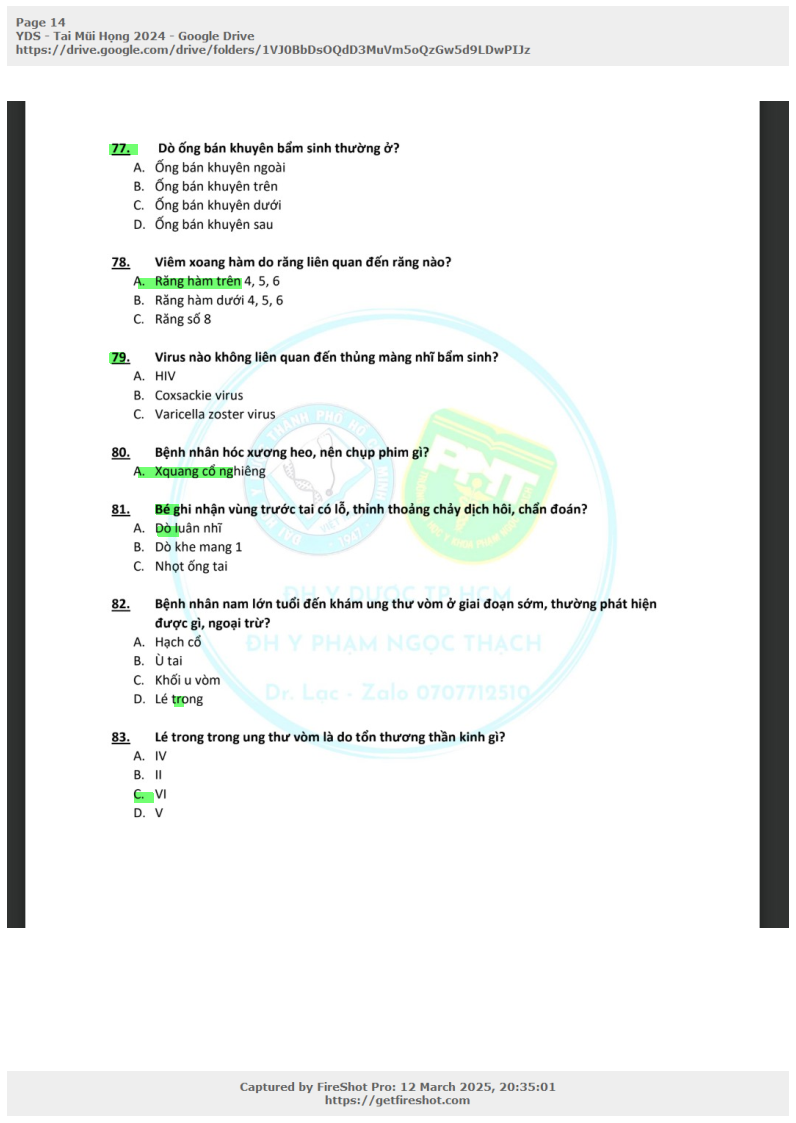 Page 14
YDS - Tai Mũi Họng 2024 - Google Drive
https://drive.google.com/drive/folders/1VJ0BbDsOQdD3MuVm5oQzGw5d9LDwPIJz
77. Dò ống bán khuyên bẩm sinh thường ở?
A. Ống bán khuyên ngoài
B. Ống bán khuyên trên
C. Ống bán khuyên dưới
D. Ống bán khuyên sau
78. Viêm xoang hàm do răng liên quan đến răng nào?
A. Răng hàm trên 4, 5, 6
B. Răng hàm dưới 4, 5, 6
C. Răng số 8
79. Virus nào không liên quan đến thủng màng nhĩ bẩm sinh?
A. HIV
B. Coxsackie virus
C. Varicella zoster virus
80. Bệnh nhân hóc xương heo, nên chụp phim gì?
A. Xquang cổ nghiêng
81. Bé ghi nhận vùng trước tai có lỗ, thỉnh thoảng chảy dịch hôi, chẩn đoán?
A. Dò luân nhĩ
B. Dò khe mang 1
C. Nhọt ống tai
82. Bệnh nhân nam lớn tuổi đến khám ung thư vòm ở giai đoạn sớm, thường phát hiện
được gì, ngoại trừ?
A. Hạch cổ
B. Ù tai
C. Khối u vòm
D. Lé trong
83. Lé trong trong ung thư vòm là do tổn thương thần kinh gì?
A. IV
B. II
C. VI
D. V
PNT
1947
ĐH Y DƯỢC TP HCM
ĐH Y PHẠM NGỌC THẠCH
Dr. Lạc - Zalo 0707712510
Captured by FireShot Pro: 12 March 2025, 20:35:01
https://getfireshot.com